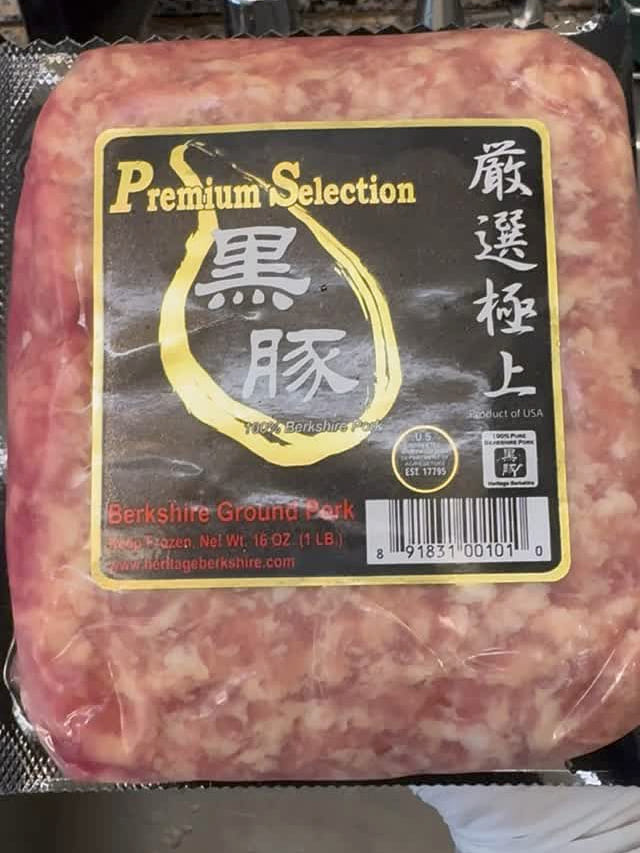 Premium Selection
黒
豚
厳選極上
100% Berkshire Pork
Product of USA
U.S.
EST 17795
100% PURE
BERKSHIRE PORK
黒
豚
Heritage Berkshire
Berkshire Ground Pork
Keep Frozen, Net Wt. 16 OZ. (1 LB.)
www.heritageberkshire.com
8 91831 00101 0